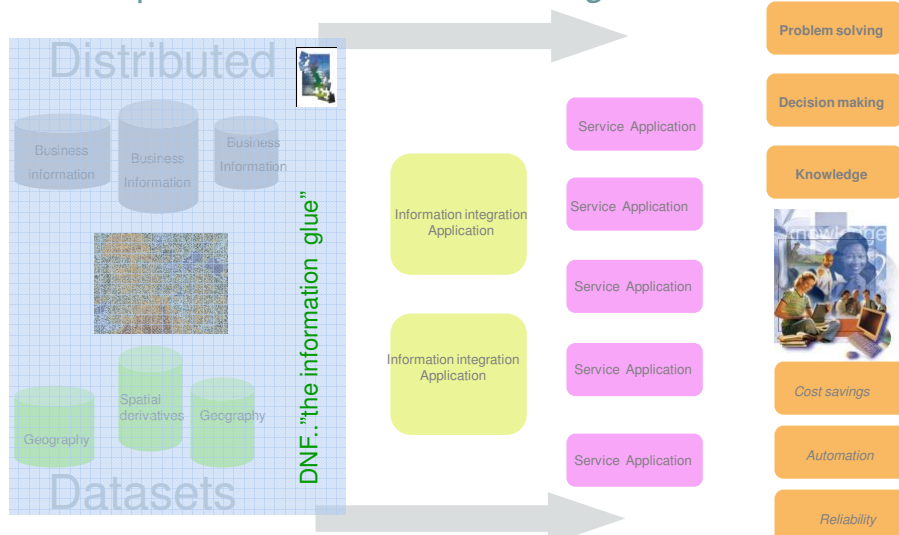 Distributed
Business
information
Business
Information
Business
Information
Spatial
derivatives
Geography
Geography
Datasets
DNF..”the information glue”
Information integration
Application
Information integration
Application
Service Application
Service Application
Service Application
Service Application
Service Application
Problem solving
Decision making
Knowledge
knowledge
Cost savings
Automation
Reliability